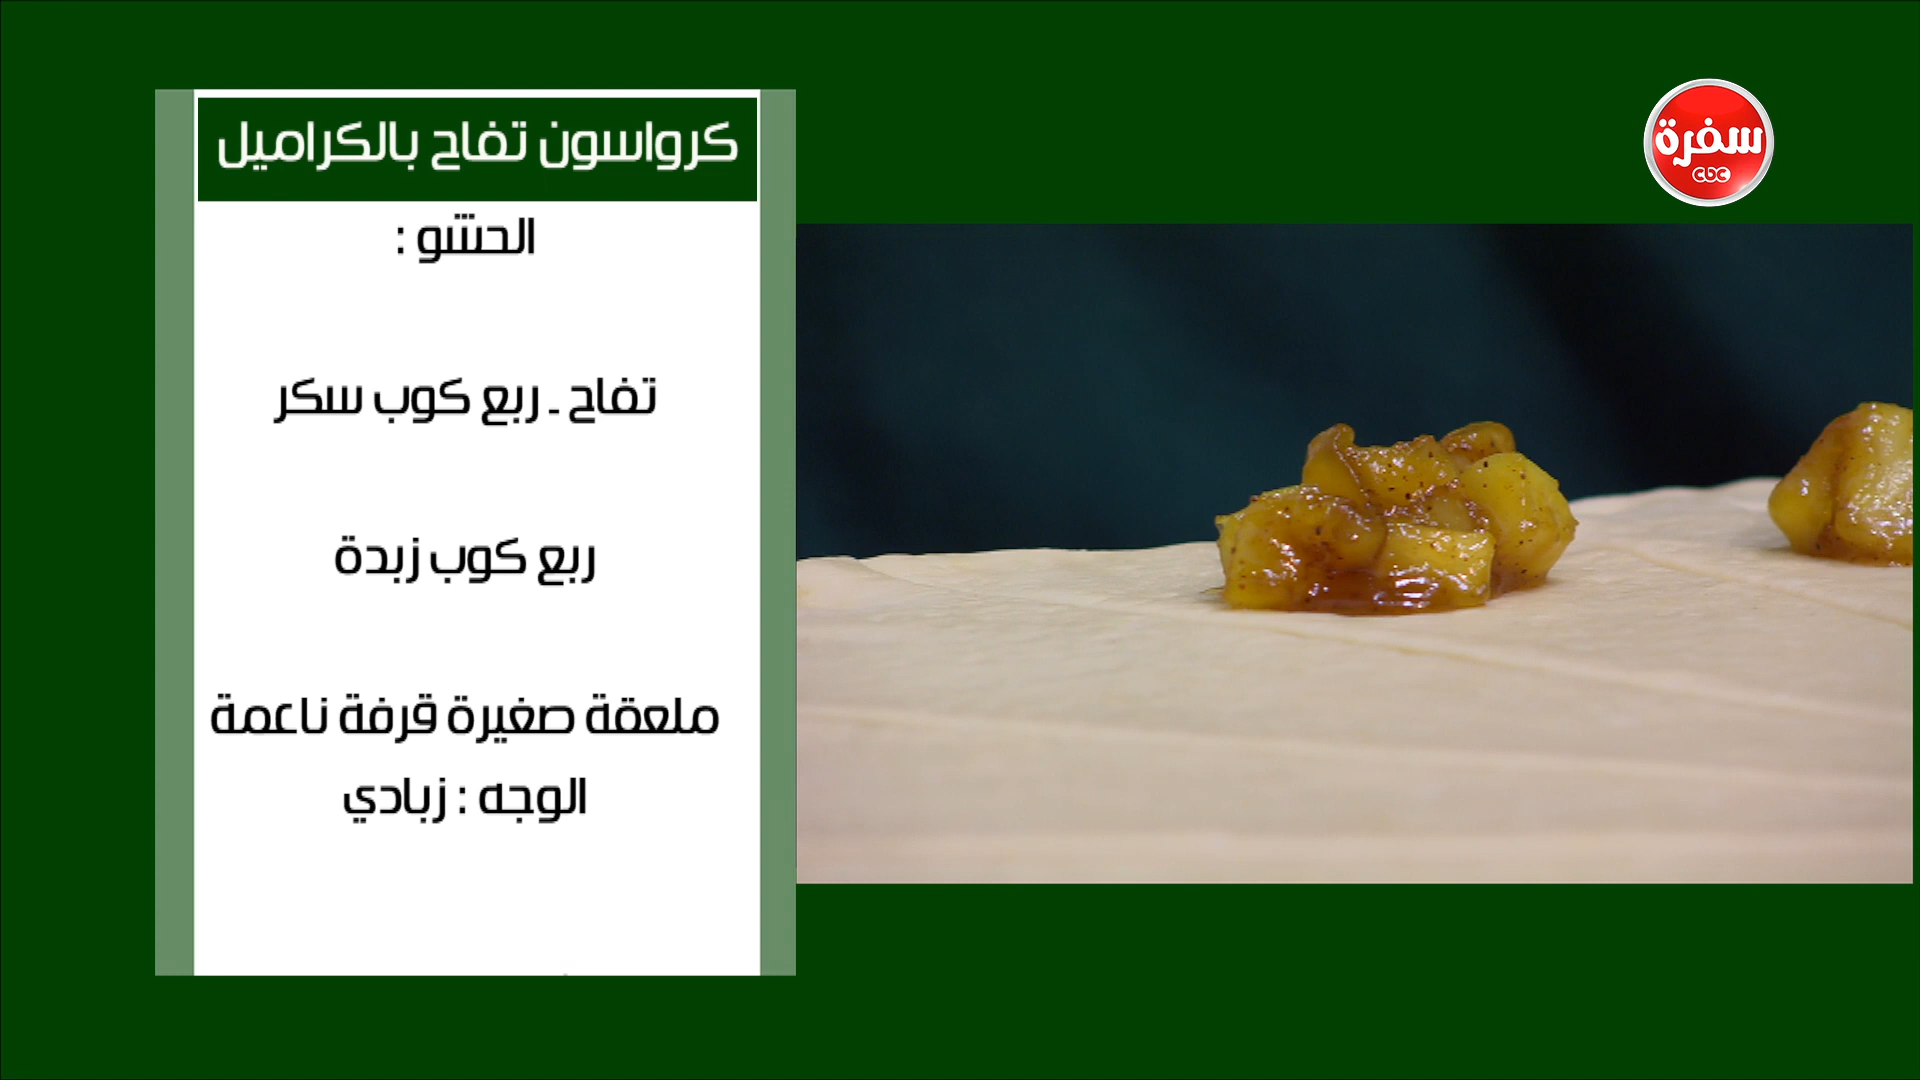 كرواسون تفاح بالكراميل
الحشو :
تفاح - ربع كوب سكر
ربع كوب زبدة
ملعقة صغيرة قرفة ناعمة
الوجه : زبادي
سفرة
cbc